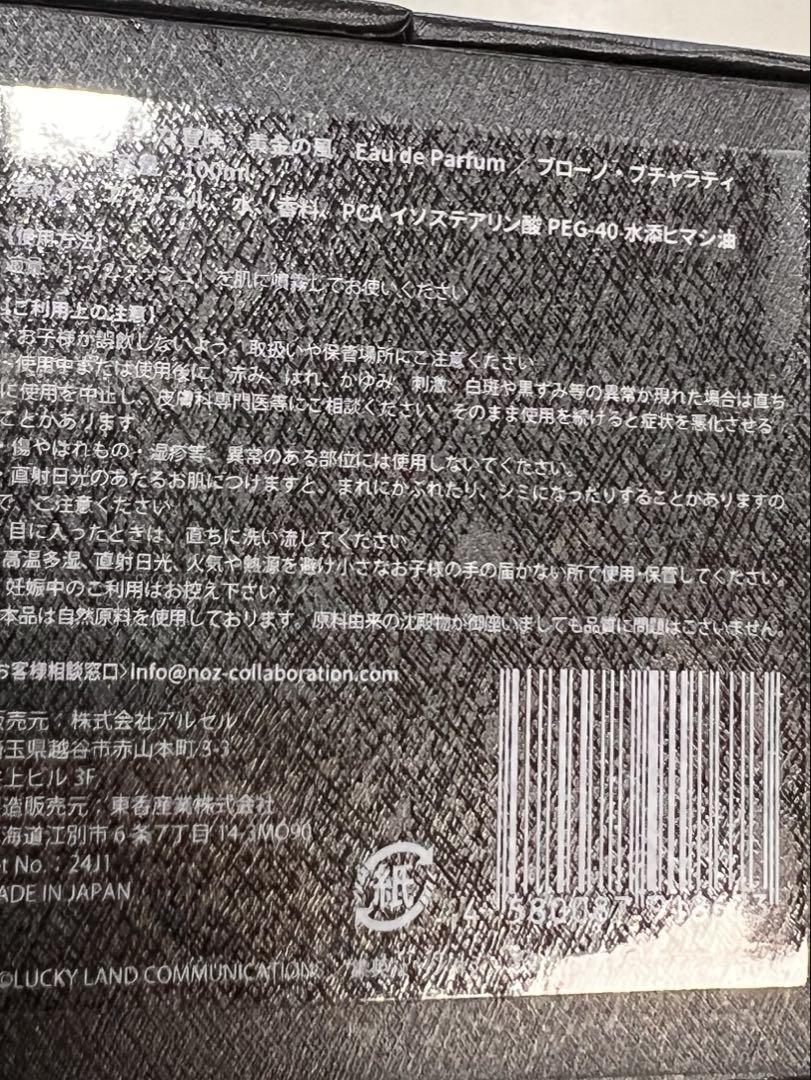 黄金の風 Eau de Parfum／ ブローノ・ブチャラティ
100ml
水、香料、PCA イソステアリン酸 PEG-40 水添ヒマシ油
【使用方法】
を肌に噴霧してお使いください
【ご利用上の注意】
・お子様が誤飲しないよう、取扱いや保管場所にご注意ください
・使用中または使用後に、赤み、はれ、かゆみ、刺激、白斑や黒ずみ等の異常が現れた場合は直ち
に使用を中止し、皮膚科専門医等にご相談ください。そのまま使用を続けると症状を悪化させる
ことがあります
・傷やはれもの・湿疹等、異常のある部位には使用しないてください。
・直射日光のあたるお肌につけますと、まれにかぶれたり、シミになったりすることがありますの
で、ご注意ください
目に入ったときは、直ちに洗い流してください
高温多湿、直射日光、火気や熱源を避け小さなお子様の手の届かない所で使用・保管してください。
妊娠中のご利用はお控え下さい
本品は自然原料を使用しております。原料由来の沈殿物が御座いましても品質に問題はございません。
お客様相談窓口>info@noz-collaboration.com
販売元：株式会社アルセル
埼玉県越谷市赤山本町3-3
上ビル 3F
造販売元：東香産業株式会社
海道江別市6条7丁目14-3MO90
ot No.：24J1
MADE IN JAPAN
紙
©LUCKY LAND COMMUNICATIONS